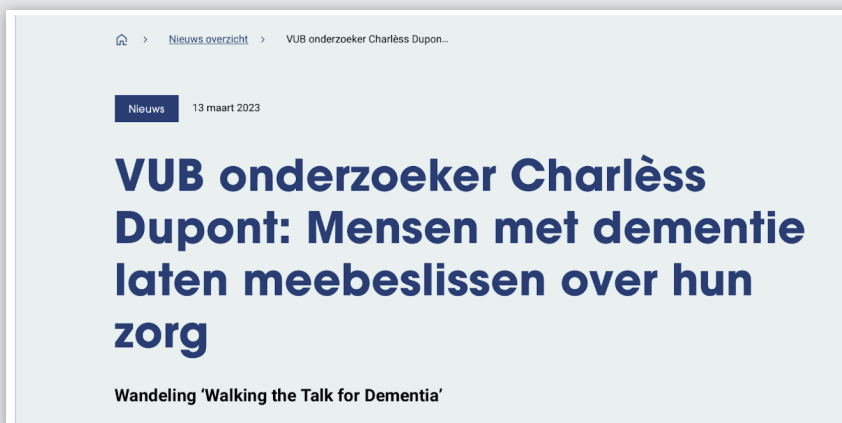 > Nieuws overzicht > VUB onderzoeker Charlèss Dupon...
Nieuws 13 maart 2023
VUB onderzoeker Charlèss
Dupont: Mensen met dementie
laten meebeslissen over hun
zorg
Wandeling ‘Walking the Talk for Dementia’